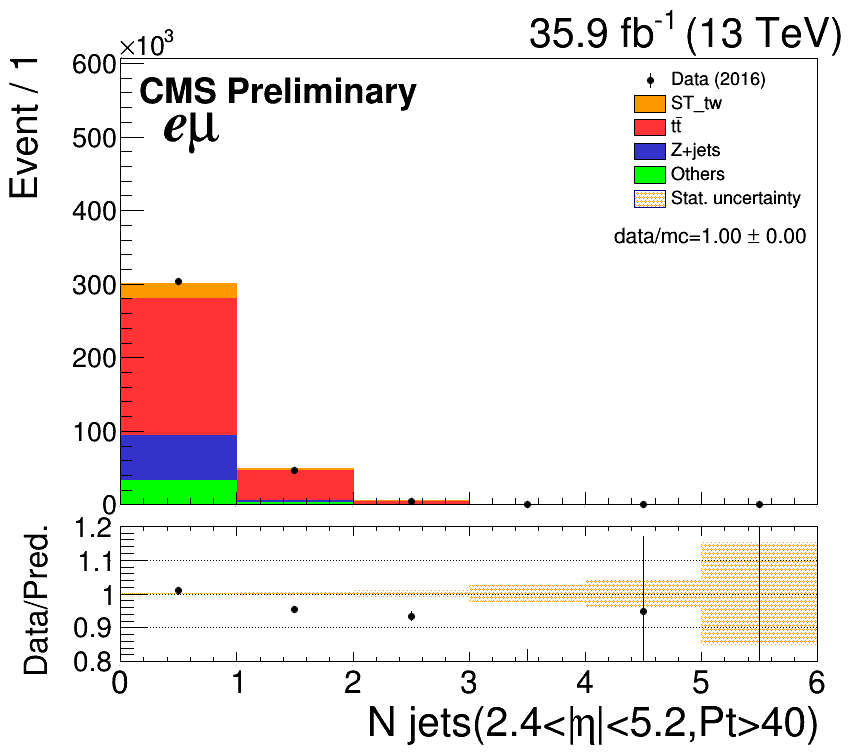 35.9 fb⁻¹ (13 TeV)
×10³
Event / 1
600
500
400
300
200
100
0
CMS Preliminary
eμ
Data (2016)
ST_tw
tt̄
Z+jets
Others
Stat. uncertainty
data/mc=1.00 ± 0.00
Data/Pred.
1.2
1.1
1
0.9
0.8
0 1 2 3 4 5 6
N jets(2.4<|η|<5.2,Pt>40)